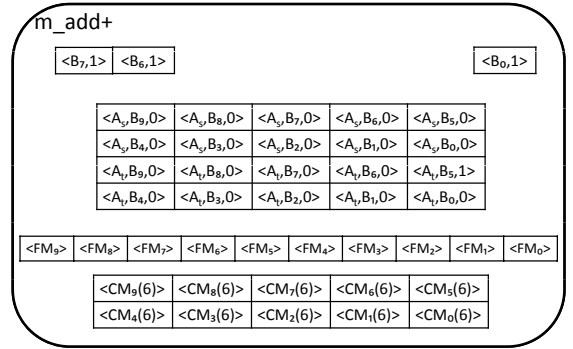 m_add+
<B₇,1> <B₆,1> <B₀,1>
<Aₛ,B₉,0> <Aₛ,B₈,0> <Aₛ,B₇,0> <Aₛ,B₆,0> <Aₛ,B₅,0>
<Aₛ,B₄,0> <Aₛ,B₃,0> <Aₛ,B₂,0> <Aₛ,B₁,0> <Aₛ,B₀,0>
<Aₜ,B₉,0> <Aₜ,B₈,0> <Aₜ,B₇,0> <Aₜ,B₆,0> <Aₜ,B₅,1>
<Aₜ,B₄,0> <Aₜ,B₃,0> <Aₜ,B₂,0> <Aₜ,B₁,0> <Aₜ,B₀,0>
<FM₉> <FM₈> <FM₇> <FM₆> <FM₅> <FM₄> <FM₃> <FM₂> <FM₁> <FM₀>
<CM₉(6)> <CM₈(6)> <CM₇(6)> <CM₆(6)> <CM₅(6)>
<CM₄(6)> <CM₃(6)> <CM₂(6)> <CM₁(6)> <CM₀(6)>